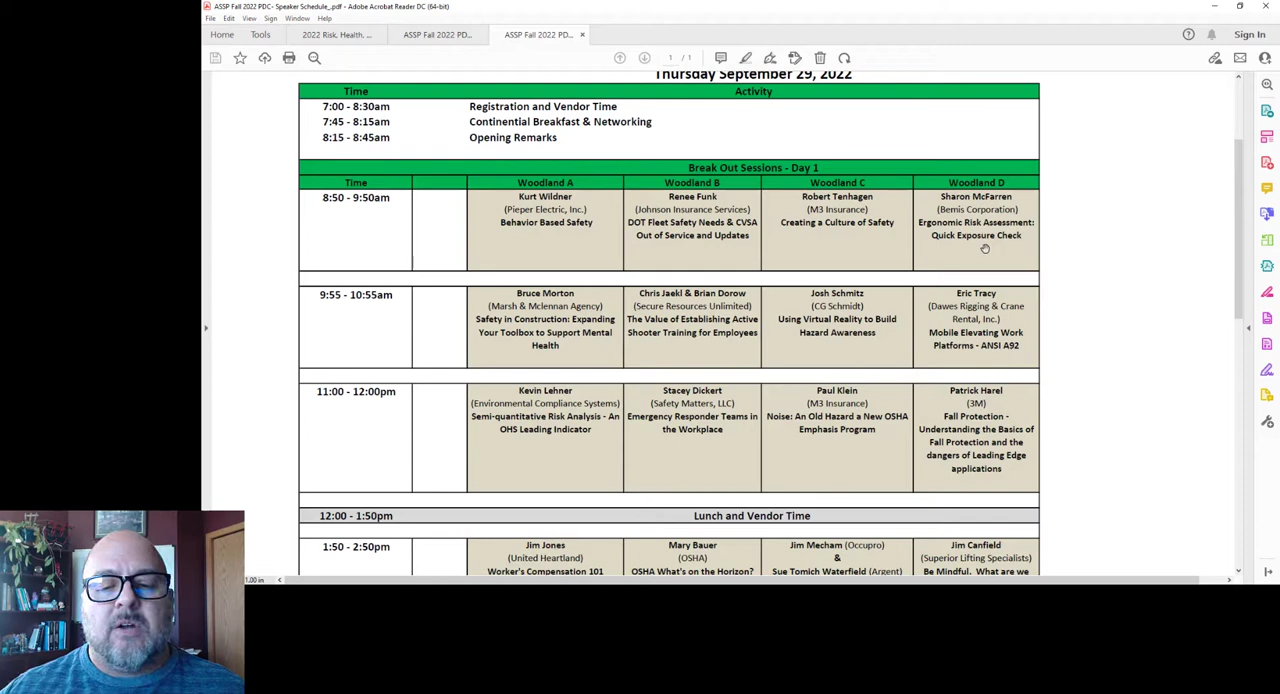 ASSP Fall 2022 PDC- Speaker Schedule_.pdf - Adobe Acrobat Reader DC (64-bit)
File Edit View Sign Window Help
Home Tools 2022 Risk, Health, ... ASSP Fall 2022 PD... ASSP Fall 2022 PD... × Sign In
1 / 1
Thursday September 29, 2022
Time Activity
7:00 - 8:30am Registration and Vendor Time
7:45 - 8:15am Continential Breakfast & Networking
8:15 - 8:45am Opening Remarks
Break Out Sessions - Day 1
Time Woodland A Woodland B Woodland C Woodland D
8:50 - 9:50am
Kurt Wildner
(Pieper Electric, Inc.)
Behavior Based Safety
Renee Funk
(Johnson Insurance Services)
DOT Fleet Safety Needs & CVSA
Out of Service and Updates
Robert Tenhagen
(M3 Insurance)
Creating a Culture of Safety
Sharon McFarren
(Bemis Corporation)
Ergonomic Risk Assessment:
Quick Exposure Check
9:55 - 10:55am
Bruce Morton
(Marsh & Mclennan Agency)
Safety in Construction: Expanding
Your Toolbox to Support Mental
Health
Chris Jaekl & Brian Dorow
(Secure Resources Unlimited)
The Value of Establishing Active
Shooter Training for Employees
Josh Schmitz
(CG Schmidt)
Using Virtual Reality to Build
Hazard Awareness
Eric Tracy
(Dawes Rigging & Crane
Rental, Inc.)
Mobile Elevating Work
Platforms - ANSI A92
11:00 - 12:00pm
Kevin Lehner
(Environmental Compliance Systems)
Semi-quantitative Risk Analysis - An
OHS Leading Indicator
Stacey Dickert
(Safety Matters, LLC)
Emergency Responder Teams in
the Workplace
Paul Klein
(M3 Insurance)
Noise: An Old Hazard a New OSHA
Emphasis Program
Patrick Harel
(3M)
Fall Protection -
Understanding the Basics of
Fall Protection and the
dangers of Leading Edge
applications
12:00 - 1:50pm Lunch and Vendor Time
1:50 - 2:50pm
Jim Jones
(United Heartland)
Worker's Compensation 101
Mary Bauer
(OSHA)
OSHA What's on the Horizon?
Jim Mecham (Occupro)
&
Sue Tomich Waterfield (Argent)
Jim Canfield
(Superior Lifting Specialists)
Be Mindful. What are we
1.00 in